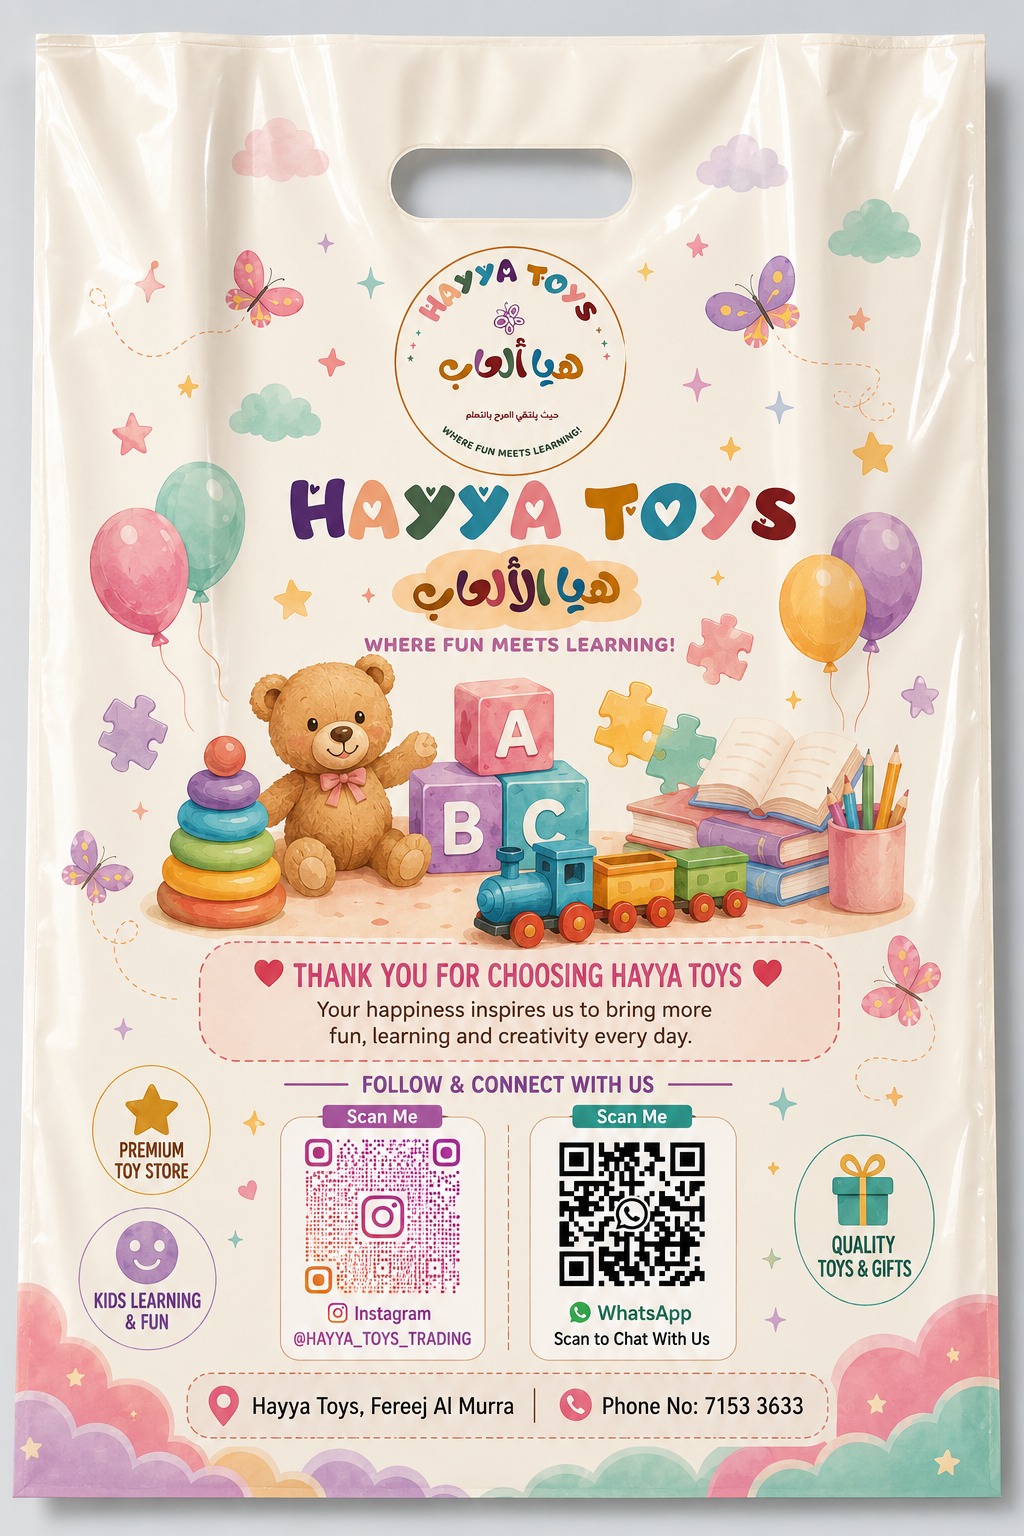 HAYYA TOYS
هيا ألعاب
حيث يلتقي المرح بالتعلم
WHERE FUN MEETS LEARNING!
HAYYA TOYS
هيا الألعاب
WHERE FUN MEETS LEARNING!
A
B C
THANK YOU FOR CHOOSING HAYYA TOYS
Your happiness inspires us to bring more
fun, learning and creativity every day.
FOLLOW & CONNECT WITH US
PREMIUM
TOY STORE
KIDS LEARNING
& FUN
Scan Me
Instagram
@HAYYA_TOYS_TRADING
Scan Me
WhatsApp
Scan to Chat With Us
QUALITY
TOYS & GIFTS
Hayya Toys, Fereej Al Murra
Phone No: 7153 3633